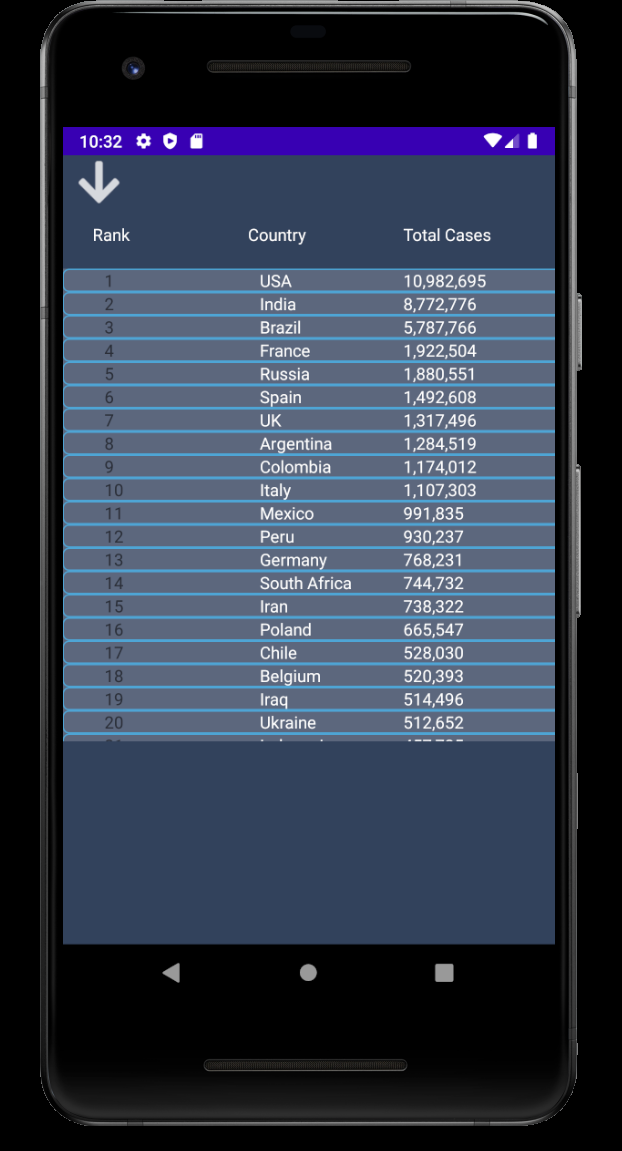 10:32
Rank Country Total Cases
1 USA 10,982,695
2 India 8,772,776
3 Brazil 5,787,766
4 France 1,922,504
5 Russia 1,880,551
6 Spain 1,492,608
7 UK 1,317,496
8 Argentina 1,284,519
9 Colombia 1,174,012
10 Italy 1,107,303
11 Mexico 991,835
12 Peru 930,237
13 Germany 768,231
14 South Africa 744,732
15 Iran 738,322
16 Poland 665,547
17 Chile 528,030
18 Belgium 520,393
19 Iraq 514,496
20 Ukraine 512,652